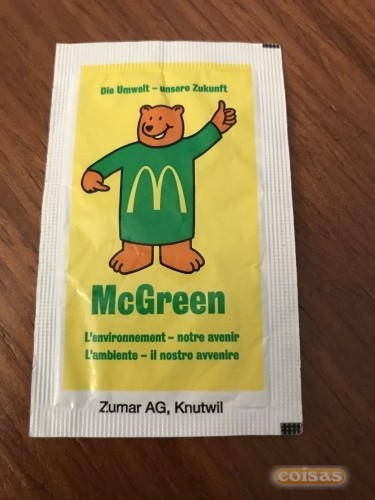 Die Umwelt – unsere Zukunft
M
McGreen
L'environnement – notre avenir
L'ambiente – il nostro avvenire
Zumar AG, Knutwil
coisas